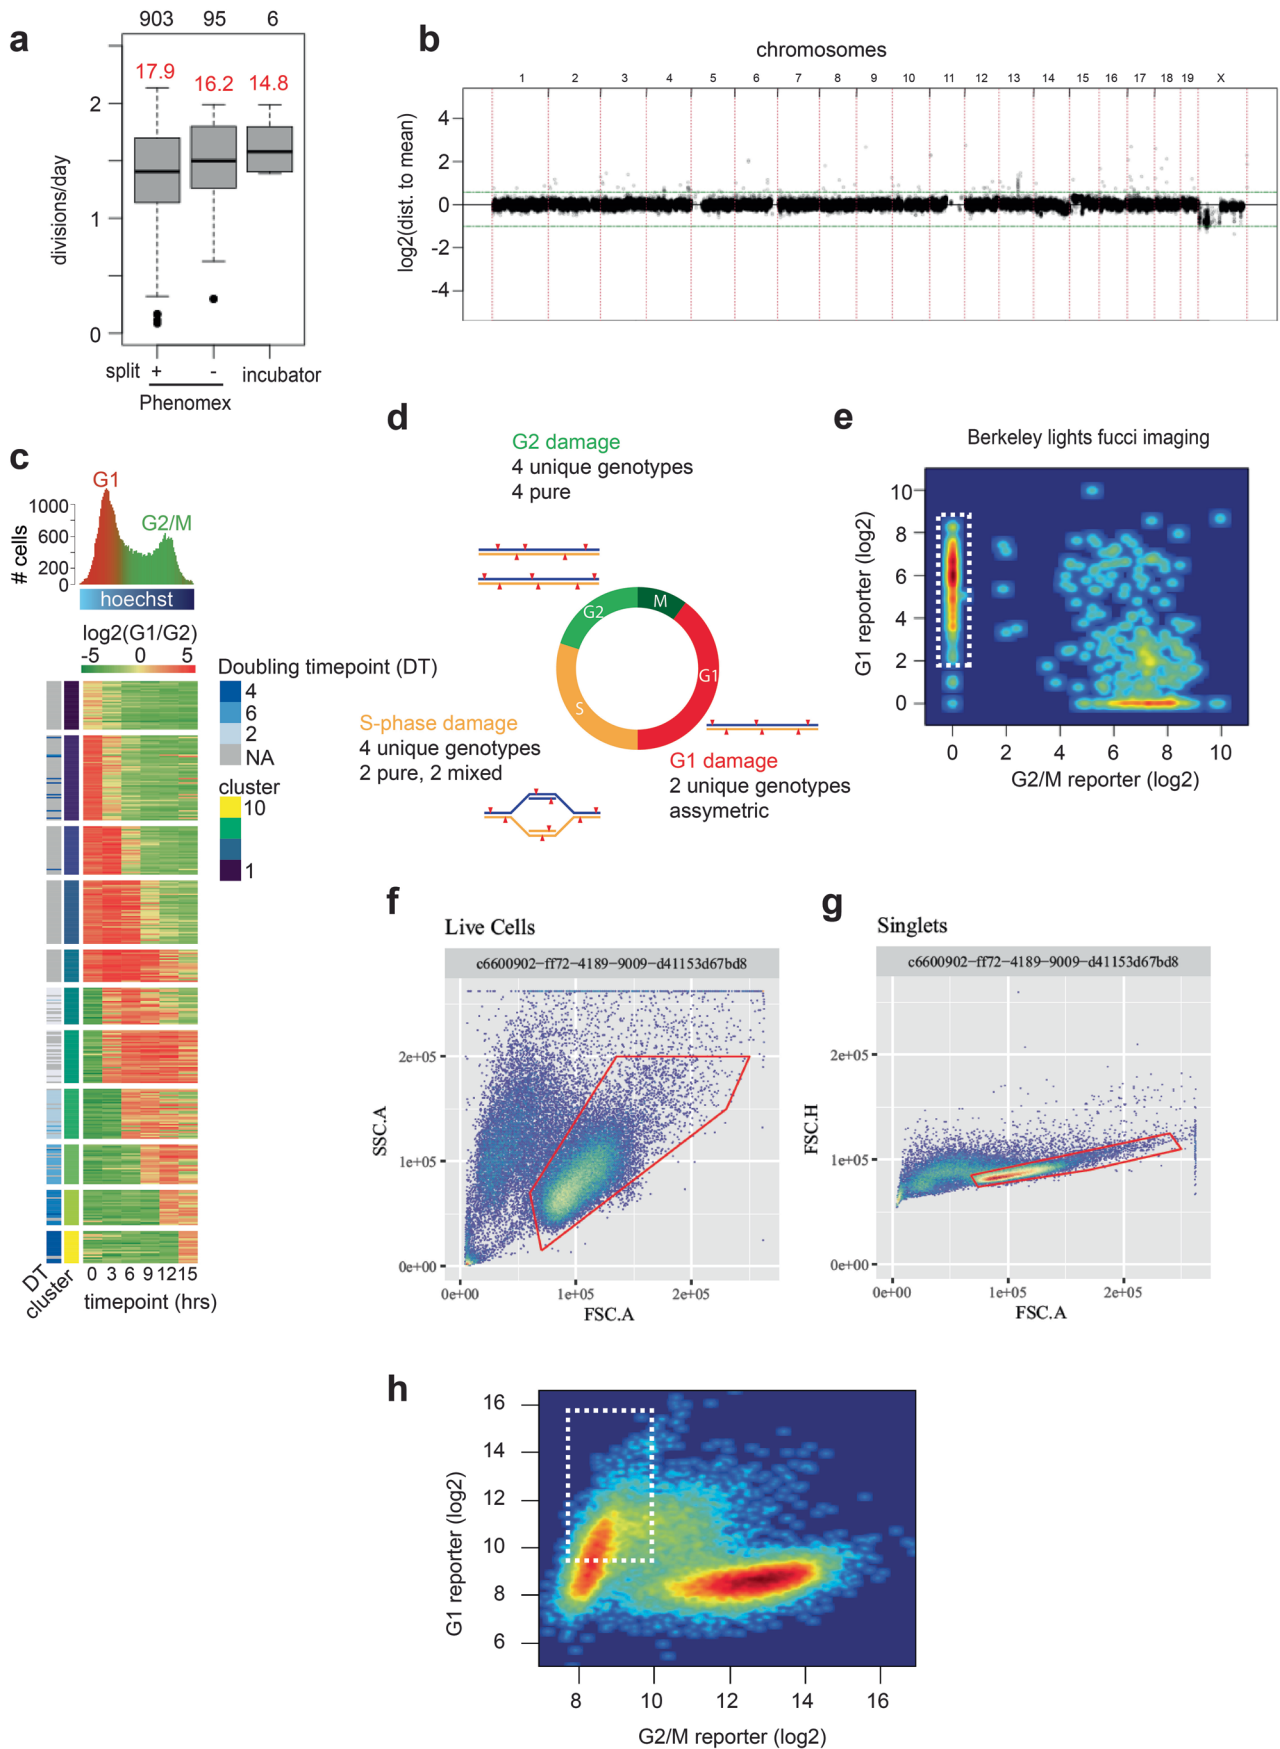 a
903 95 6
17.9
16.2
14.8
divisions/day
2
1
0
split + - incubator
Phenomex
b
chromosomes
1 2 3 4 5 6 7 8 9 10 11 12 13 14 15 16 17 18 19 X
log2(dist. to mean)
4
2
0
-2
-4
c
G1
G2/M
# cells
1000
600
200
0
hoechst
log2(G1/G2)
-5 0 5
Doubling timepoint (DT)
4
6
2
NA
cluster
10
1
DT
cluster
0 3 6 9 12 15
timepoint (hrs)
d
G2 damage
4 unique genotypes
4 pure
G2
M
G1
S
S-phase damage
4 unique genotypes
2 pure, 2 mixed
G1 damage
2 unique genotypes
assymetric
e
Berkeley lights fucci imaging
G1 reporter (log2)
10
8
6
4
2
0
0 2 4 6 8 10
G2/M reporter (log2)
f
Live Cells
c6600902−ff72−4189−9009−d41153d67bd8
SSC.A
2e+05
1e+05
0e+00
0e+00 1e+05 2e+05
FSC.A
g
Singlets
c6600902−ff72−4189−9009−d41153d67bd8
FSC.H
2e+05
1e+05
0e+00
0e+00 1e+05 2e+05
FSC.A
h
G1 reporter (log2)
16
14
12
10
8
6
8 10 12 14 16
G2/M reporter (log2)